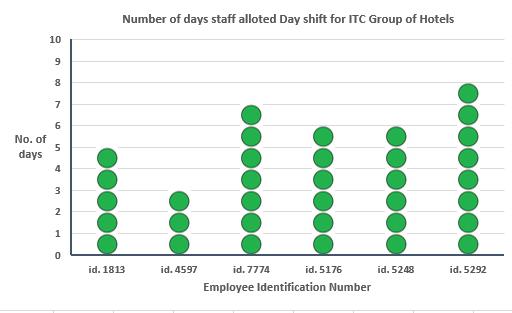 Number of days staff alloted Day shift for ITC Group of Hotels
10
9
8
7
6
5
4
3
2
1
0
No. of
days
id. 1813 id. 4597 id. 7774 id. 5176 id. 5248 id. 5292
Employee Identification Number